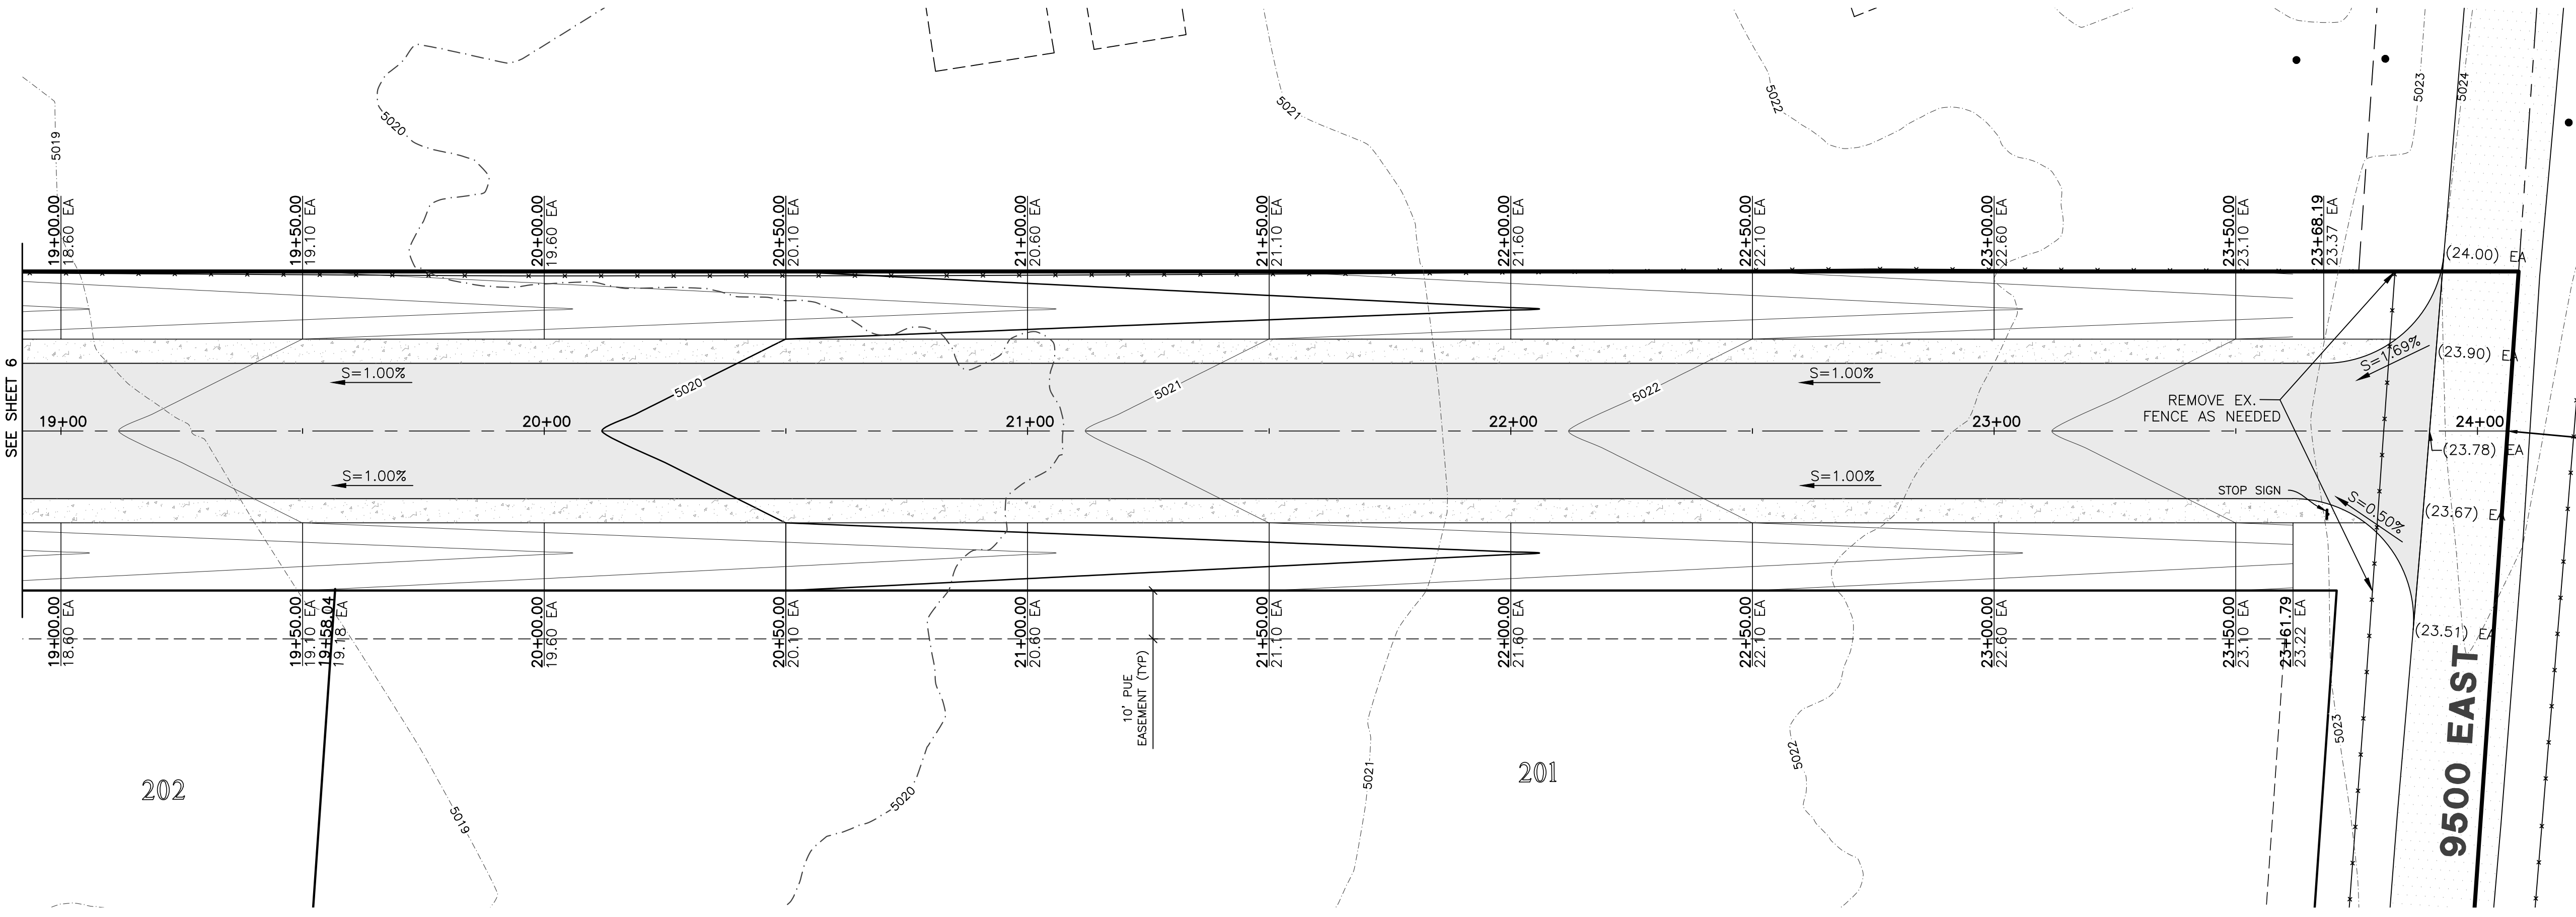 5019
5020
5021
5022
5023
5024
19+00.00
18.60 EA
19+50.00
19.10 EA
20+00.00
19.60 EA
20+50.00
20.10 EA
21+00.00
20.60 EA
21+50.00
21.10 EA
22+00.00
21.60 EA
22+50.00
22.10 EA
23+00.00
22.60 EA
23+50.00
23.10 EA
23+68.19
23.37 EA
(24.00) EA
(23.90) EA
S=1.69%
SEE SHEET 6
S=1.00%
5020
5021
S=1.00%
5022
REMOVE EX.
FENCE AS NEEDED
19+00
20+00
21+00
22+00
23+00
24+00
(23.78) EA
S=1.00%
S=1.00%
STOP SIGN
S=0.50%
(23.67) EA
(23.51) EA
19+00.00
18.60 EA
19+50.00
19.10 EA
19+58.04
19.18 EA
20+00.00
19.60 EA
20+50.00
20.10 EA
21+00.00
20.60 EA
10' PUE
EASEMENT (TYP)
21+50.00
21.10 EA
22+00.00
21.60 EA
22+50.00
22.10 EA
23+00.00
22.60 EA
23+50.00
23.10 EA
23+61.79
23.22 EA
9500 EAST
202
201
5019
5020
5021
5022
5023